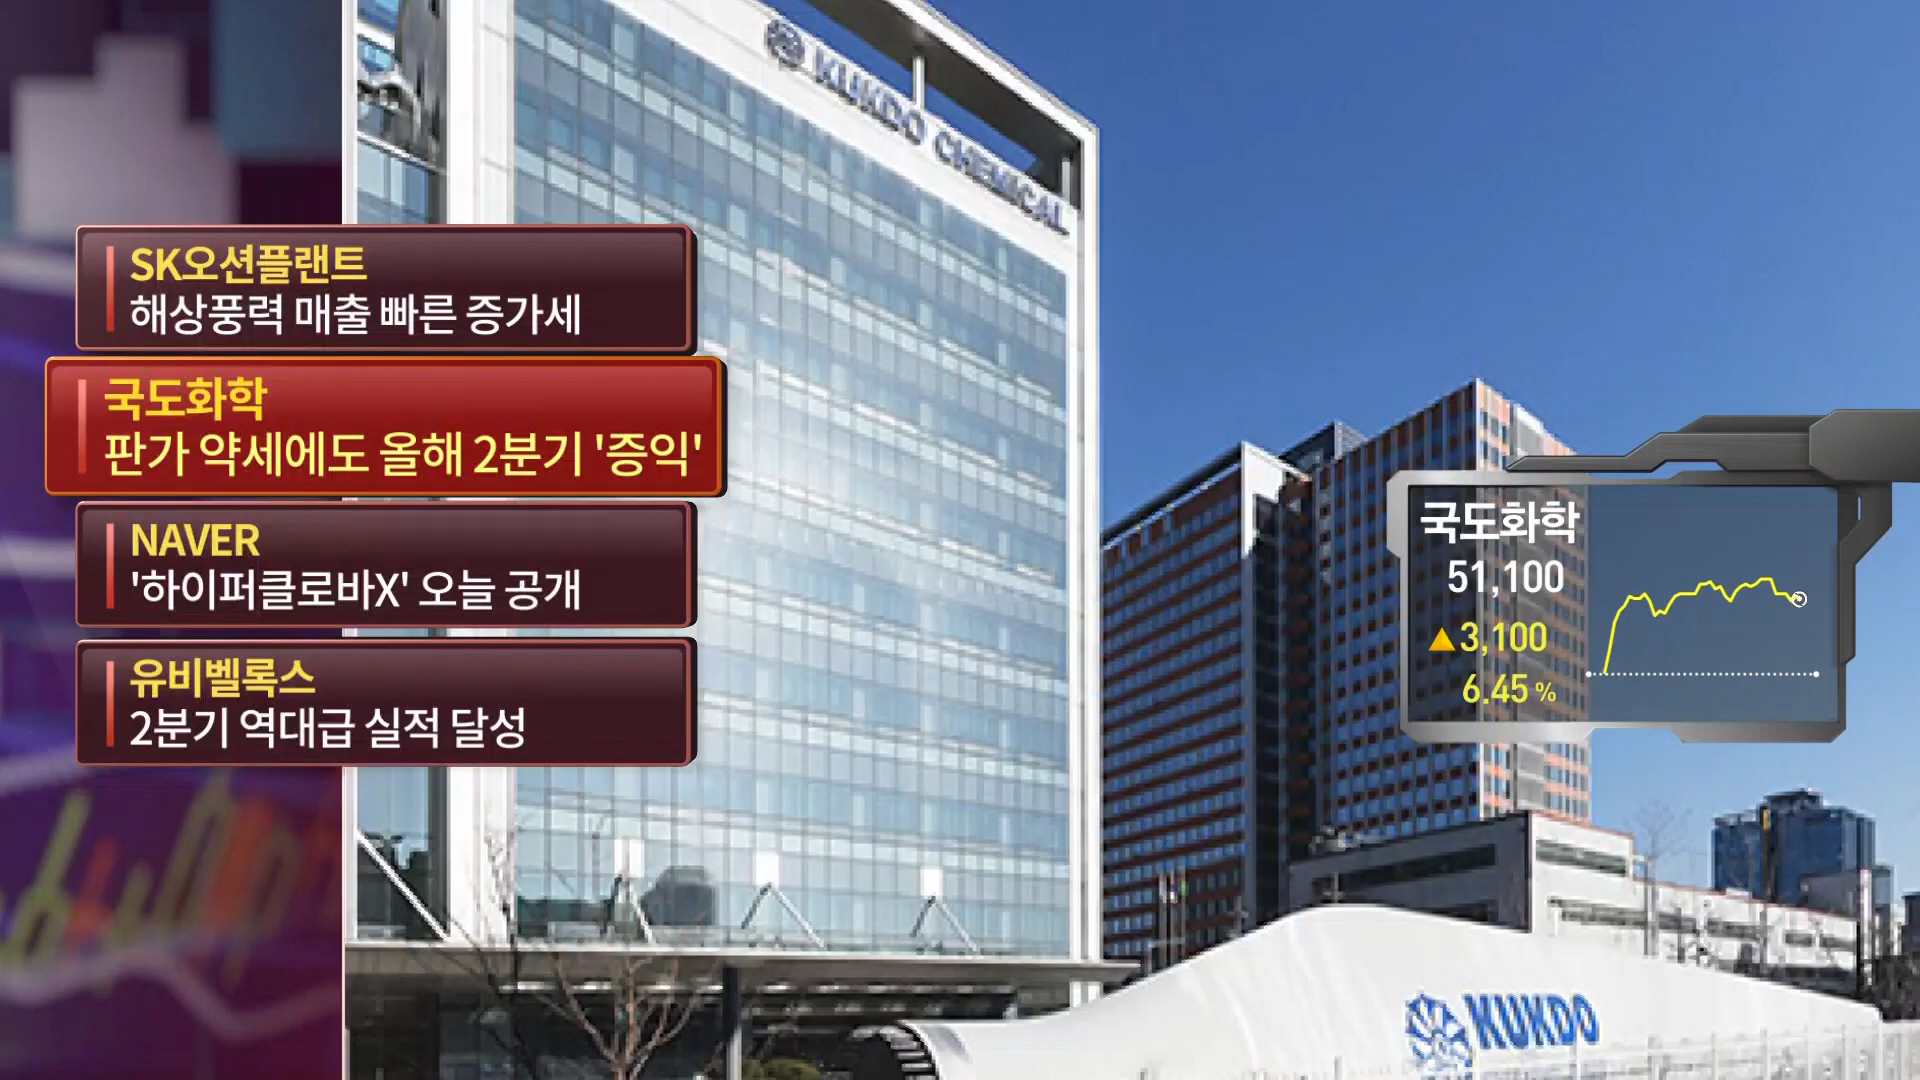 KUKDO CHEMICAL
SK오션플랜트
해상풍력 매출 빠른 증가세
국도화학
판가 약세에도 올해 2분기 '증익'
NAVER
'하이퍼클로바X' 오늘 공개
유비벨록스
2분기 역대급 실적 달성
국도화학
51,100
▲3,100
6.45 %
KUKDO